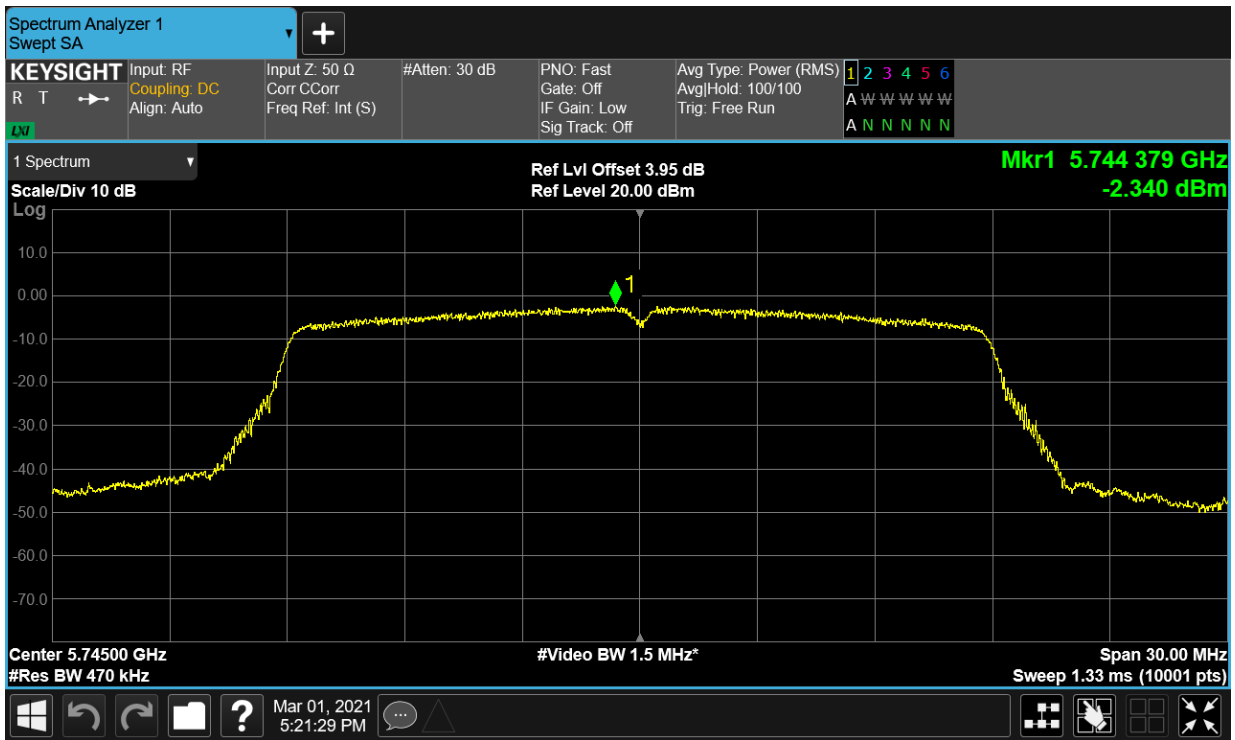 Spectrum Analyzer 1
Swept SA
+
KEYSIGHT
R T
LXI
Input: RF
Coupling: DC
Align: Auto
Input Z: 50 Ω
Corr CCorr
Freq Ref: Int (S)
#Atten: 30 dB
PNO: Fast
Gate: Off
IF Gain: Low
Sig Track: Off
Avg Type: Power (RMS)
Avg|Hold: 100/100
Trig: Free Run
1 2 3 4 5 6
A W W W W W
A N N N N N
1 Spectrum
Scale/Div 10 dB
Log
Ref Lvl Offset 3.95 dB
Ref Level 20.00 dBm
Mkr1 5.744 379 GHz
-2.340 dBm
10.0
0.00
-10.0
-20.0
-30.0
-40.0
-50.0
-60.0
-70.0
1
Center 5.74500 GHz
#Res BW 470 kHz
#Video BW 1.5 MHz*
Span 30.00 MHz
Sweep 1.33 ms (10001 pts)
?
Mar 01, 2021
5:21:29 PM